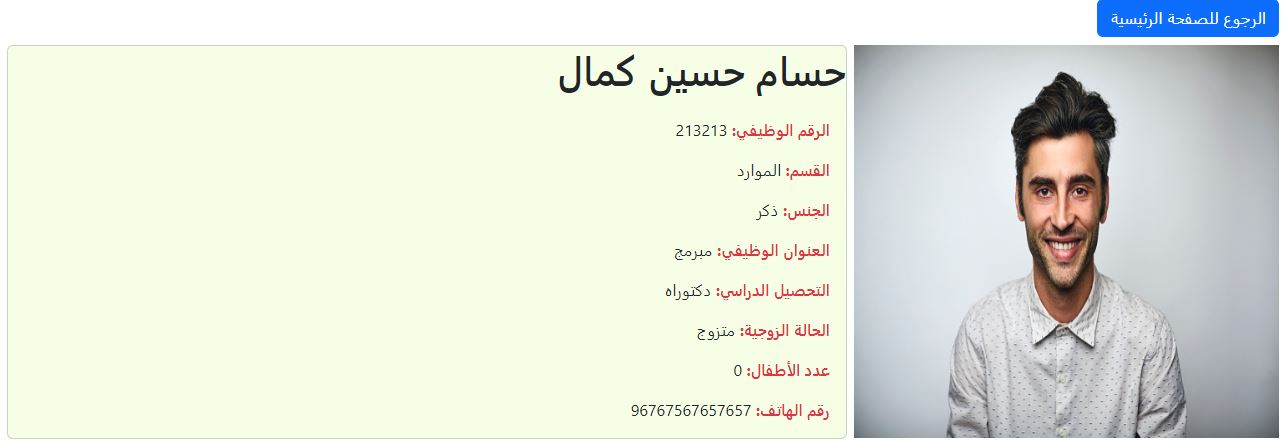 الرجوع للصفحة الرئيسية
حسام حسين كمال
الرقم الوظيفي: 213213
القسم: الموارد
الجنس: ذكر
العنوان الوظيفي: مبرمج
التحصيل الدراسي: دكتوراه
الحالة الزوجية: متزوج
عدد الأطفال: 0
رقم الهاتف: 96767567657657